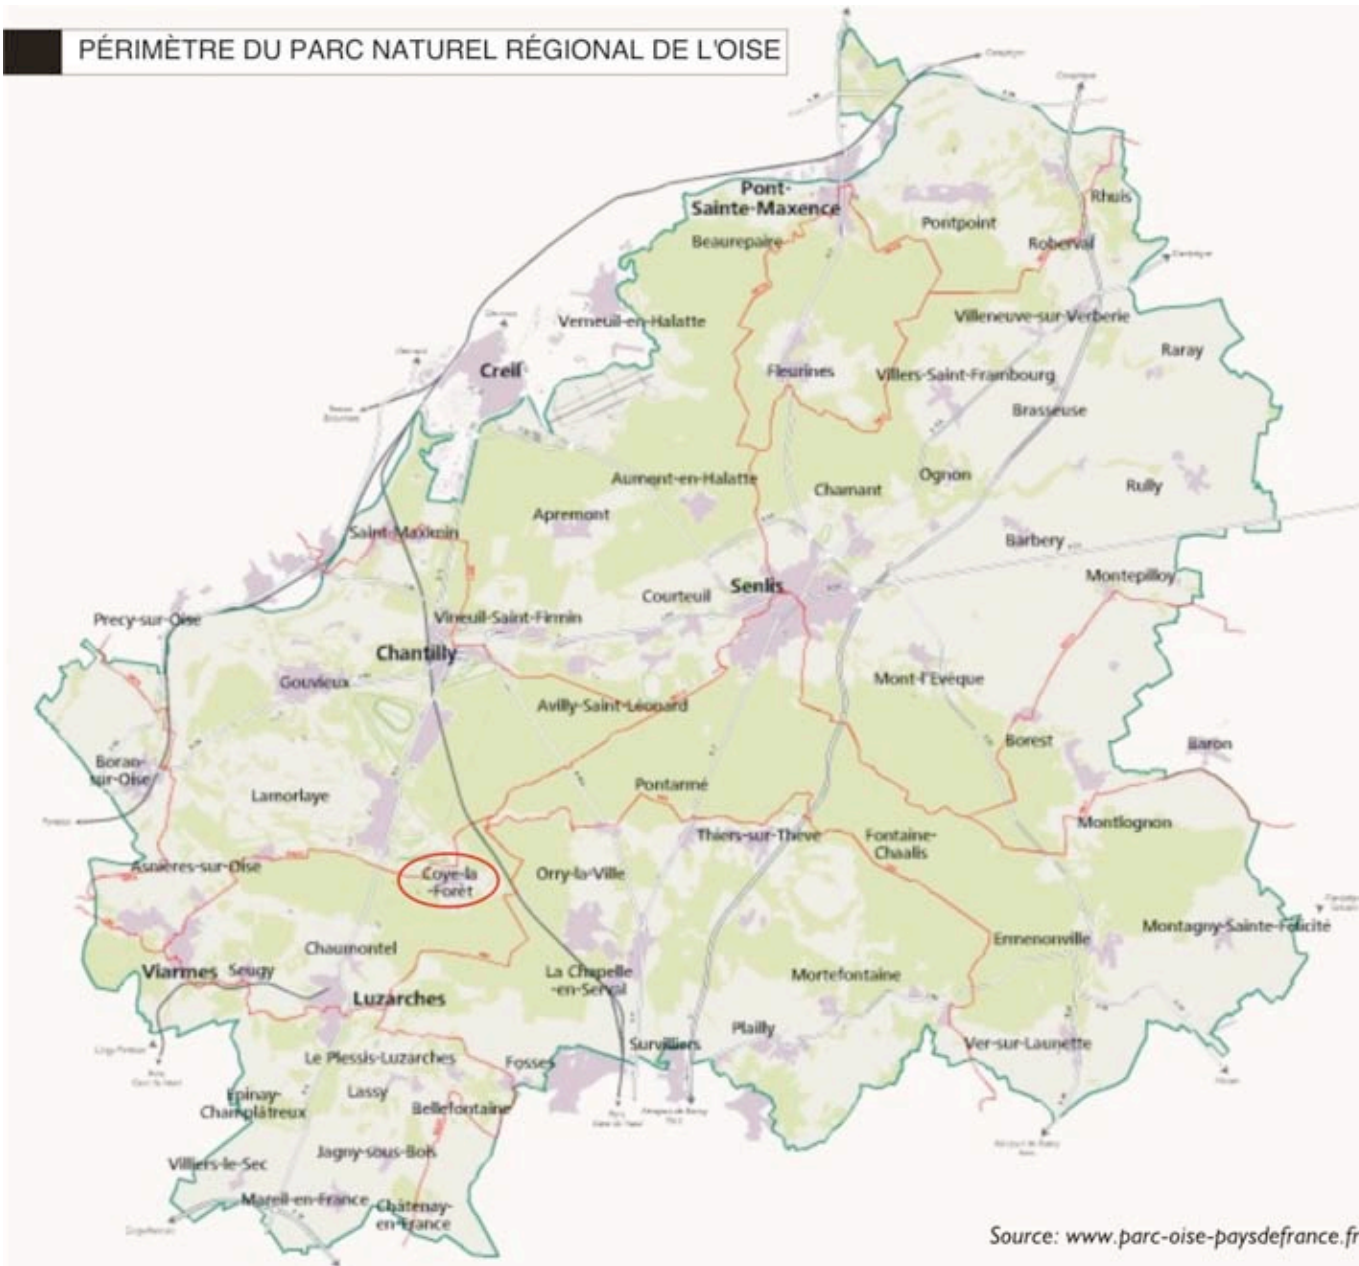 PÉRIMÈTRE DU PARC NATUREL RÉGIONAL DE L'OISE
Pont-
Sainte-Maxence
Rhuis
Pontpoint
Beaurepaire
Roberval
Verneuil-en-Halatte
Villeneuve-sur-Verberie
Raray
Creil
Fleurines
Villers-Saint-Frambourg
Brasseuse
Aumont-en-Halatte
Ognon
Chamant
Rully
Apremont
Saint-Maximin
Barbery
Montepilloy
Senlis
Courteuil
Precy-sur-Oise
Vineuil-Saint-Firmin
Chantilly
Gouvieux
Mont-l'Evêque
Avilly-Saint-Léonard
Borest
Baron
Boran-
sur-Oise
Pontarmé
Lamorlaye
Montlognon
Thiers-sur-Thève
Fontaine-
Chaalis
Asnières-sur-Oise
Coye-la
-Forêt
Orry-la-Ville
Montagny-Sainte-Félicité
Ermenonville
Chaumontel
Viarmes
Seugy
La Chapelle
-en-Serval
Mortefontaine
Luzarches
Plailly
Survilliers
Ver-sur-Launette
Le Plessis-Luzarches
Fosses
Lassy
Epinay-
Champlâtreux
Bellefontaine
Jagny-sous-Bois
Villiers-le-Sec
Mareil-en-France
Châtenay-
en-France
Source: www.parc-oise-paysdefrance.fr